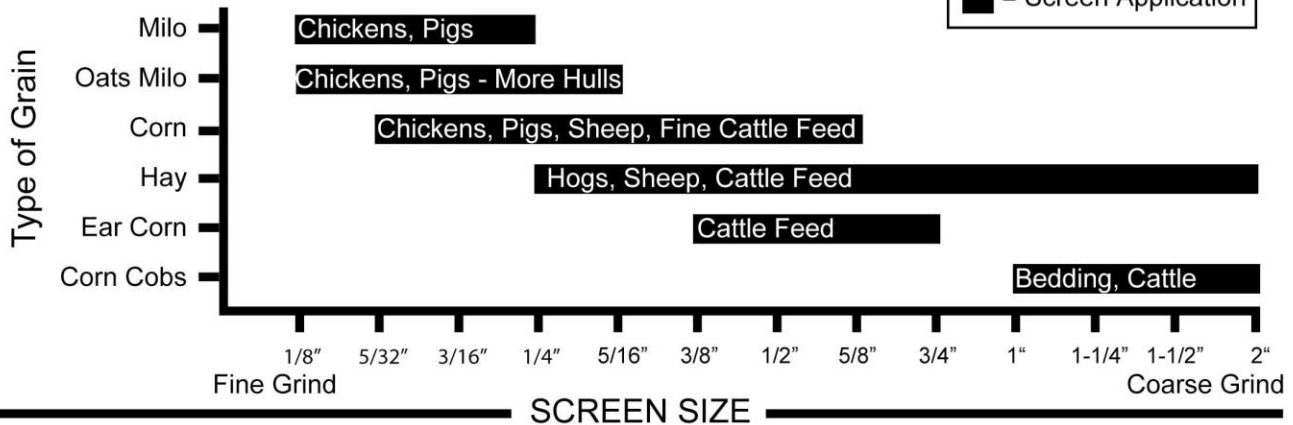 = Screen Application
Type of Grain
Milo
Chickens, Pigs
Oats Milo
Chickens, Pigs - More Hulls
Corn
Chickens, Pigs, Sheep, Fine Cattle Feed
Hay
Hogs, Sheep, Cattle Feed
Ear Corn
Cattle Feed
Corn Cobs
Bedding, Cattle
1/8" 5/32" 3/16" 1/4" 5/16" 3/8" 1/2" 5/8" 3/4" 1" 1-1/4" 1-1/2" 2"
Fine Grind Coarse Grind
SCREEN SIZE